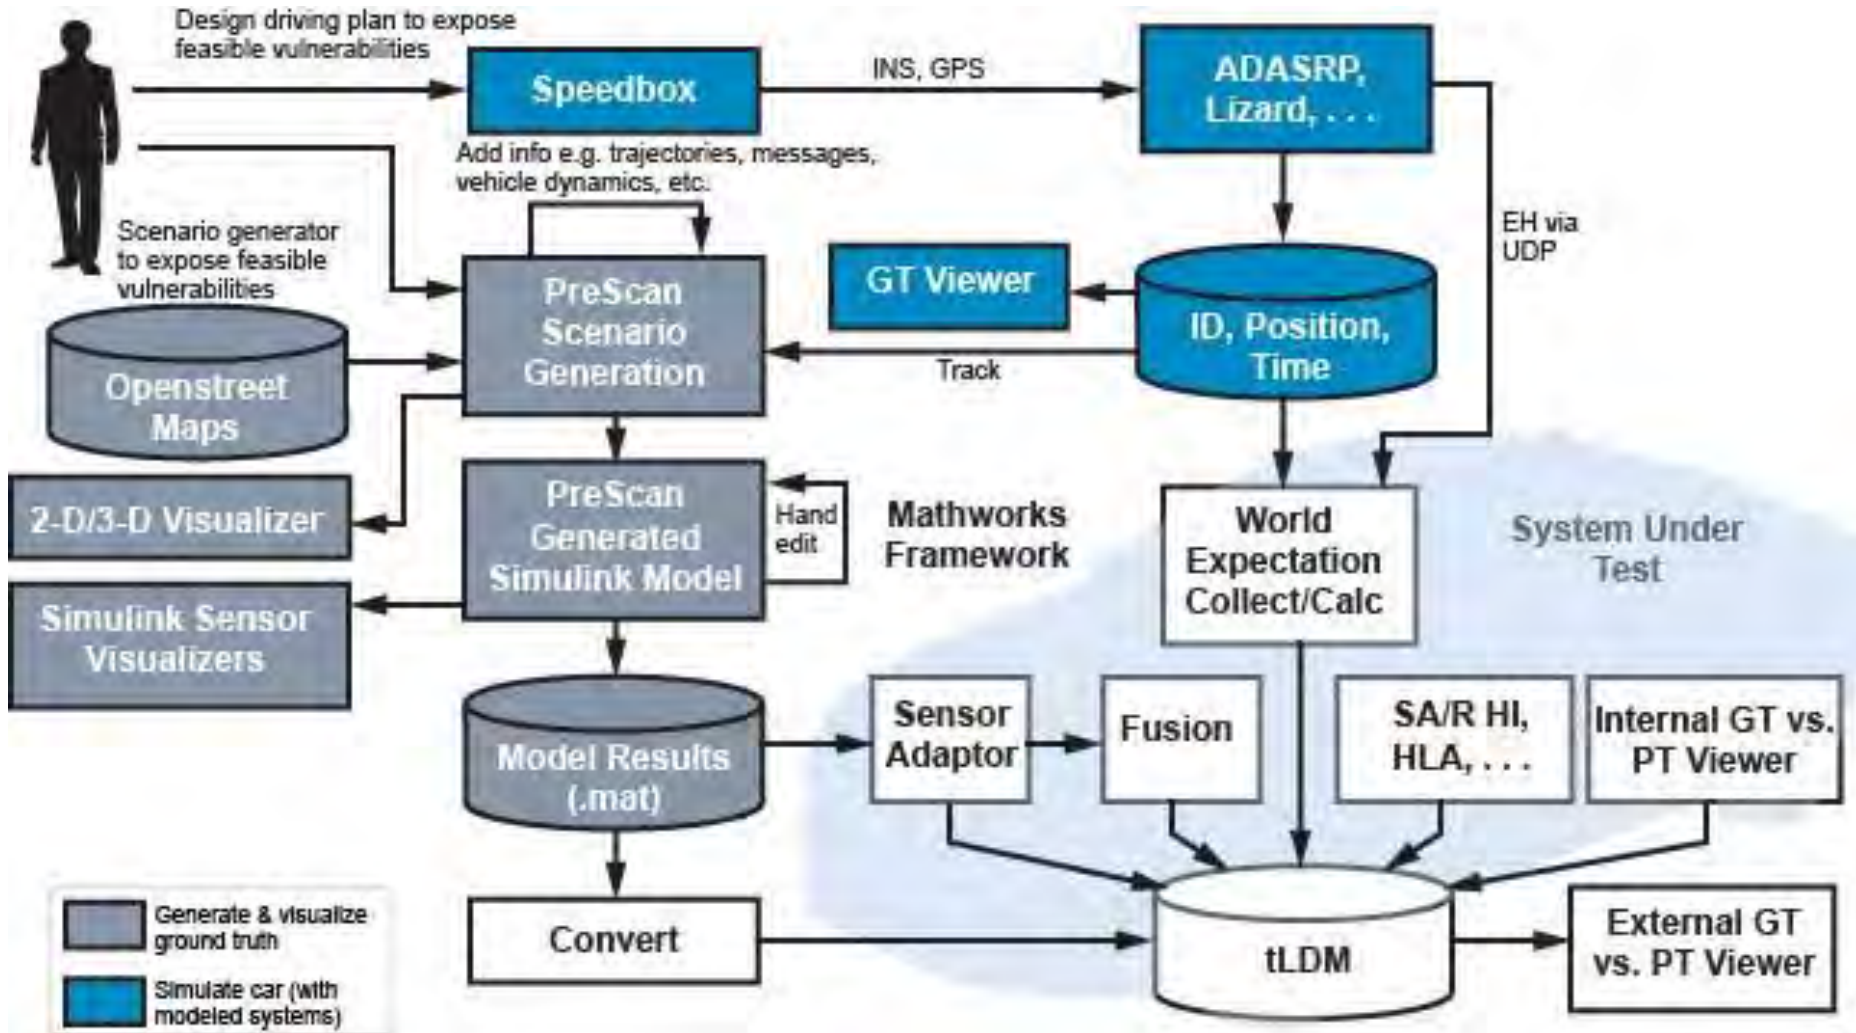 Design driving plan to expose
feasible vulnerabilities
Speedbox
INS, GPS
ADASRP,
Lizard, . . .
Add info e.g. trajectories, messages,
vehicle dynamics, etc.
EH via
UDP
Scenario generator
to expose feasible
vulnerabilities
PreScan
Scenario
Generation
GT Viewer
ID, Position,
Time
Track
Openstreet
Maps
2-D/3-D Visualizer
PreScan
Generated
Simulink Model
Hand
edit
Mathworks
Framework
World
Expectation
Collect/Calc
System Under
Test
Simulink Sensor
Visualizers
Model Results
(.mat)
Sensor
Adaptor
Fusion
SA/R HI,
HLA, . . .
Internal GT vs.
PT Viewer
Convert
tLDM
External GT
vs. PT Viewer
Generate & visualize
ground truth
Simulate car (with
modeled systems)